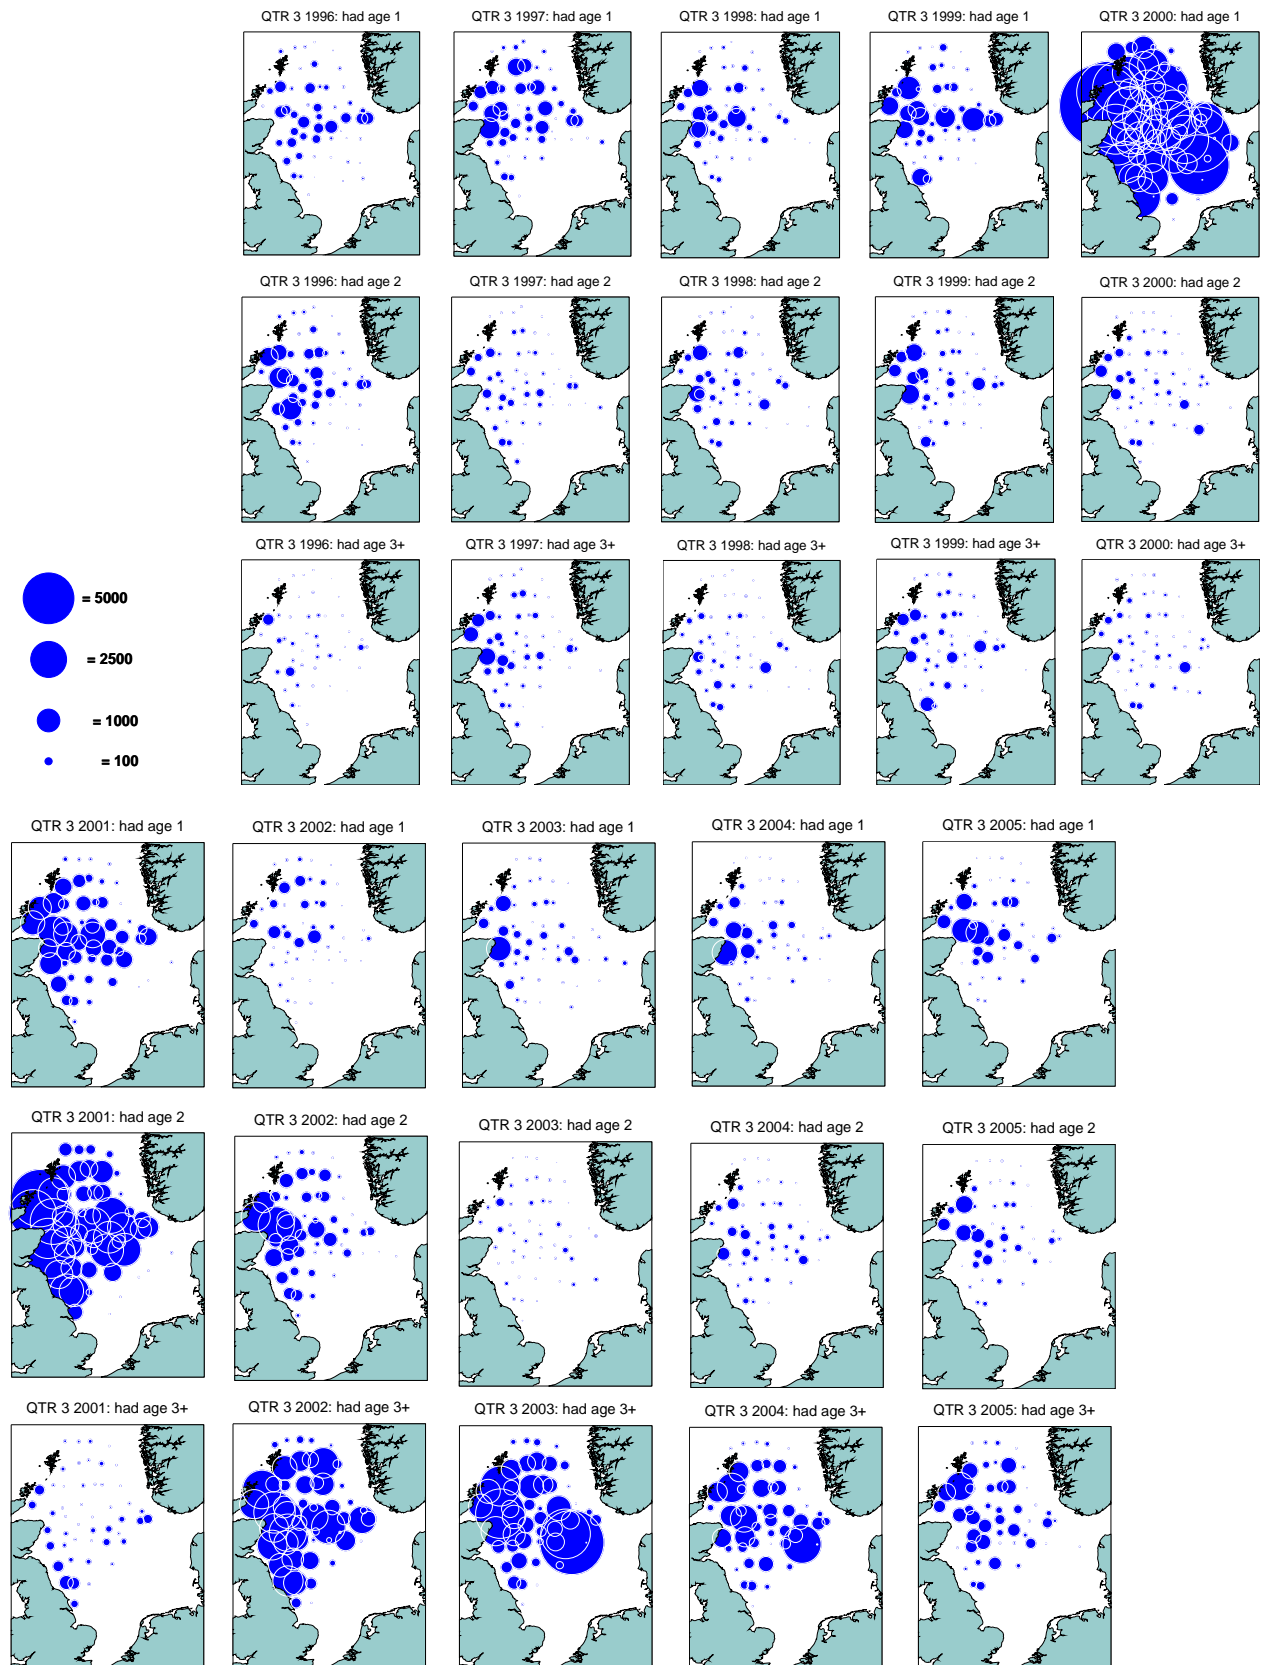 QTR 3 1996: had age 1
QTR 3 1997: had age 1
QTR 3 1998: had age 1
QTR 3 1999: had age 1
QTR 3 2000: had age 1
QTR 3 1996: had age 2
QTR 3 1997: had age 2
QTR 3 1998: had age 2
QTR 3 1999: had age 2
QTR 3 2000: had age 2
QTR 3 1996: had age 3+
QTR 3 1997: had age 3+
QTR 3 1998: had age 3+
QTR 3 1999: had age 3+
QTR 3 2000: had age 3+
= 5000
= 2500
= 1000
= 100
QTR 3 2001: had age 1
QTR 3 2002: had age 1
QTR 3 2003: had age 1
QTR 3 2004: had age 1
QTR 3 2005: had age 1
QTR 3 2001: had age 2
QTR 3 2002: had age 2
QTR 3 2003: had age 2
QTR 3 2004: had age 2
QTR 3 2005: had age 2
QTR 3 2001: had age 3+
QTR 3 2002: had age 3+
QTR 3 2003: had age 3+
QTR 3 2004: had age 3+
QTR 3 2005: had age 3+